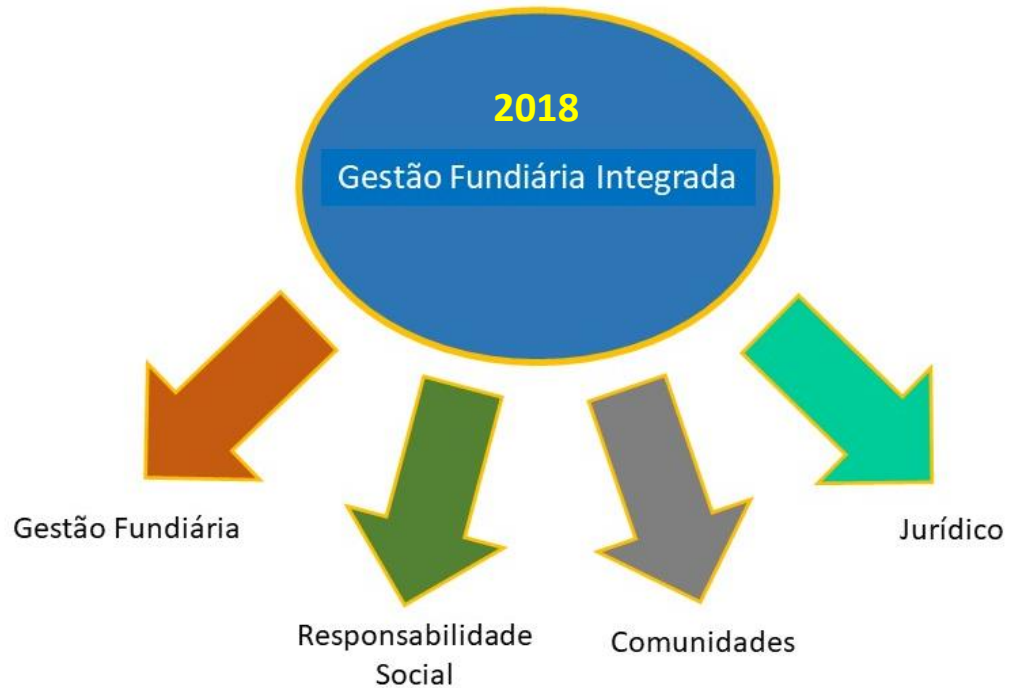 2018
Gestão Fundiária Integrada
Gestão Fundiária
Jurídico
Responsabilidade
Social
Comunidades